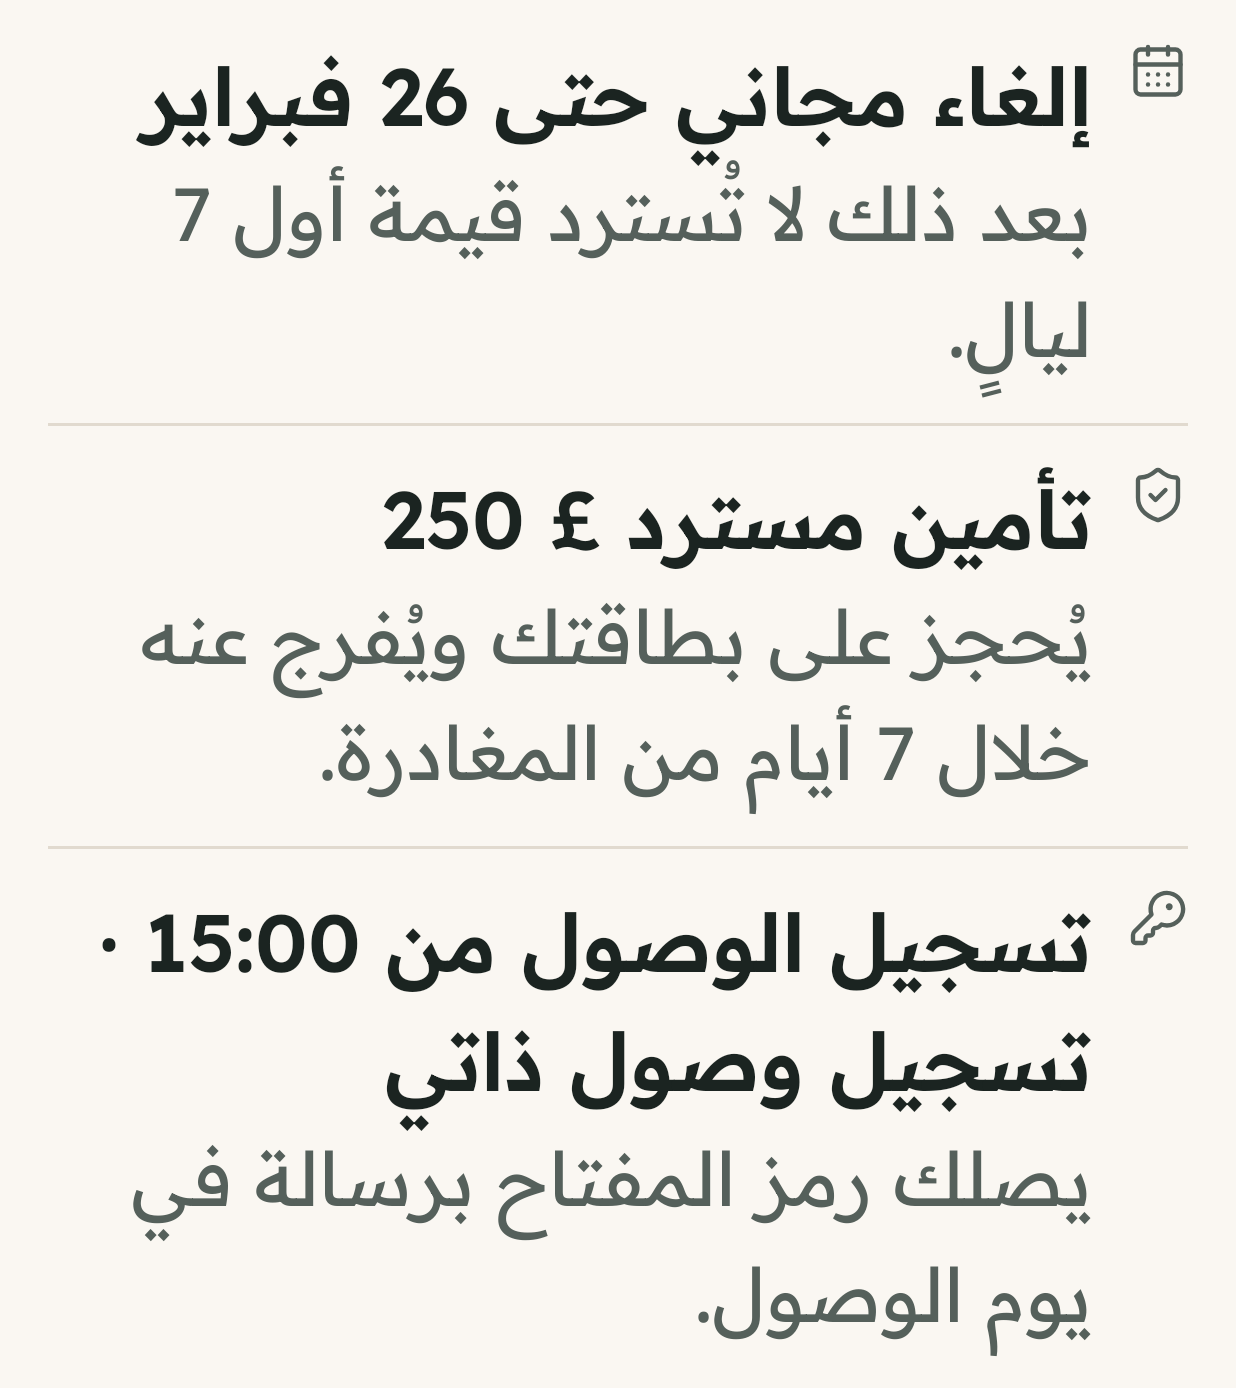 إلغاء مجاني حتى 26 فبراير
بعد ذلك لا تُسترد قيمة أول 7
ليالٍ.
تأمين مسترد £ 250
يُحجز على بطاقتك ويُفرج عنه
خلال 7 أيام من المغادرة.
تسجيل الوصول من 15:00 ·
تسجيل وصول ذاتي
يصلك رمز المفتاح برسالة في
يوم الوصول.